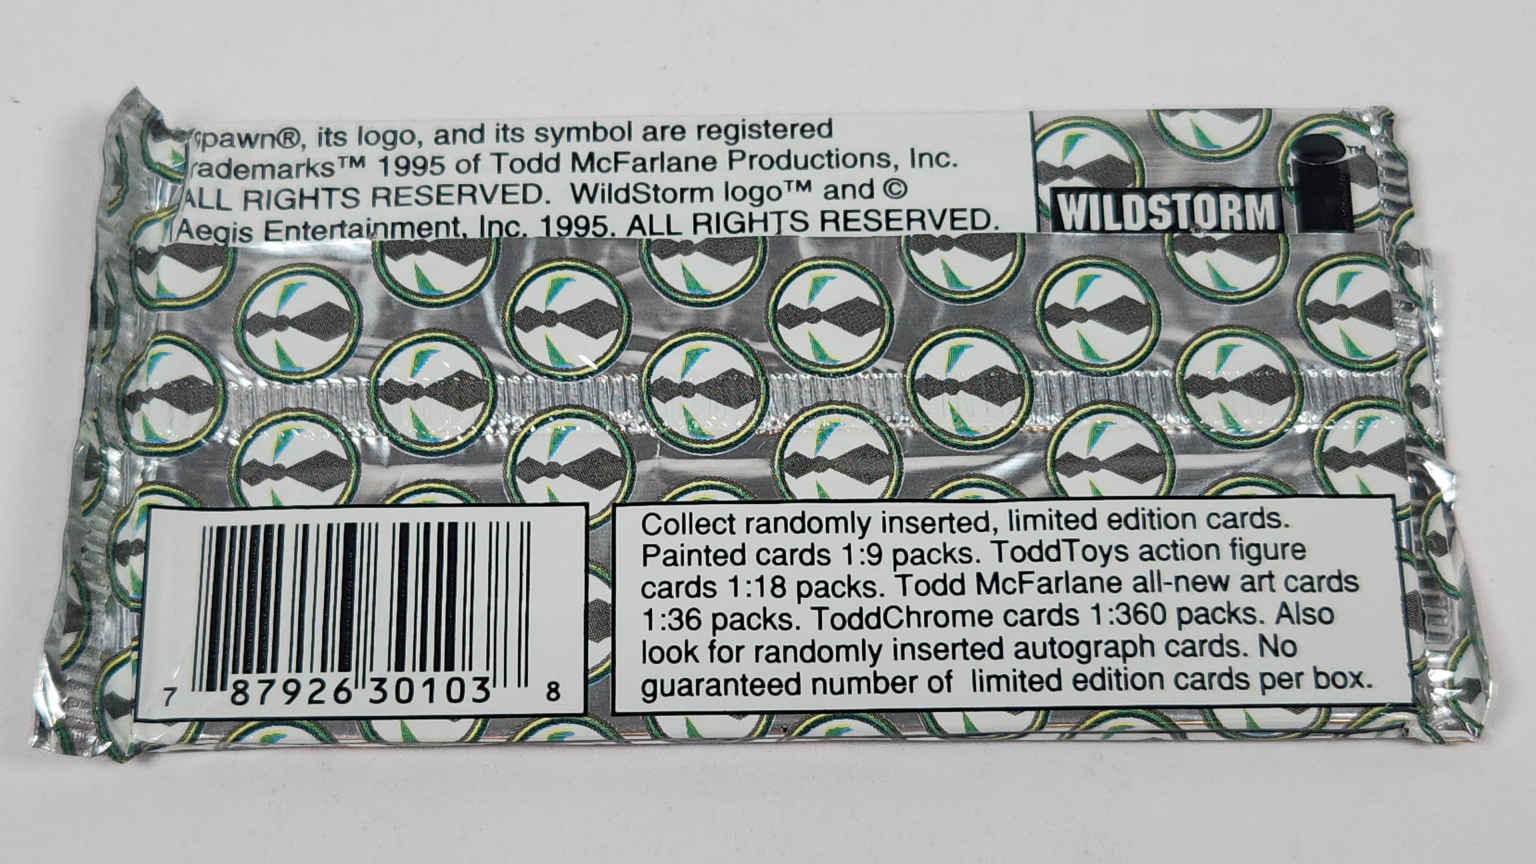 pawn®, its logo, and its symbol are registered
rademarks™ 1995 of Todd McFarlane Productions, Inc.
ALL RIGHTS RESERVED. WildStorm logo™ and ©
Aegis Entertainment, Inc. 1995. ALL RIGHTS RESERVED.
WILDSTORM™
i™
Collect randomly inserted, limited edition cards.
Painted cards 1:9 packs. ToddToys action figure
cards 1:18 packs. Todd McFarlane all-new art cards
1:36 packs. ToddChrome cards 1:360 packs. Also
look for randomly inserted autograph cards. No
guaranteed number of limited edition cards per box.
7 87926 30103 8